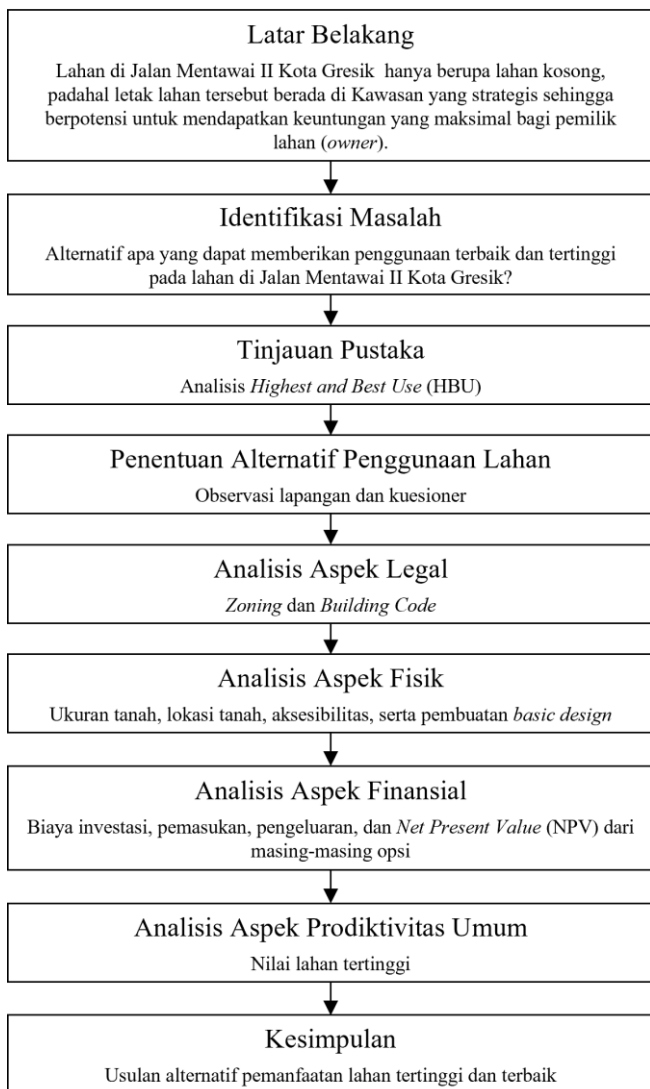 Latar Belakang
Lahan di Jalan Mentawai II Kota Gresik hanya berupa lahan kosong,
padahal letak lahan tersebut berada di Kawasan yang strategis sehingga
berpotensi untuk mendapatkan keuntungan yang maksimal bagi pemilik
lahan (owner).
Identifikasi Masalah
Alternatif apa yang dapat memberikan penggunaan terbaik dan tertinggi
pada lahan di Jalan Mentawai II Kota Gresik?
Tinjauan Pustaka
Analisis Highest and Best Use (HBU)
Penentuan Alternatif Penggunaan Lahan
Observasi lapangan dan kuesioner
Analisis Aspek Legal
Zoning dan Building Code
Analisis Aspek Fisik
Ukuran tanah, lokasi tanah, aksesibilitas, serta pembuatan basic design
Analisis Aspek Finansial
Biaya investasi, pemasukan, pengeluaran, dan Net Present Value (NPV) dari
masing-masing opsi
Analisis Aspek Prodiktivitas Umum
Nilai lahan tertinggi
Kesimpulan
Usulan alternatif pemanfaatan lahan tertinggi dan terbaik